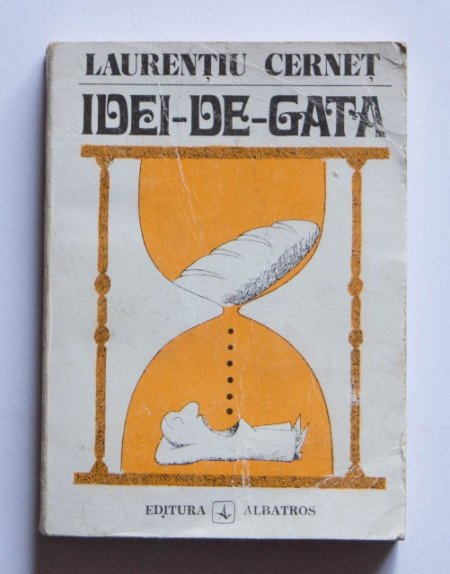 LAURENȚIU CERNEȚ
IDEI-DE-GATA
EDITURA ALBATROS